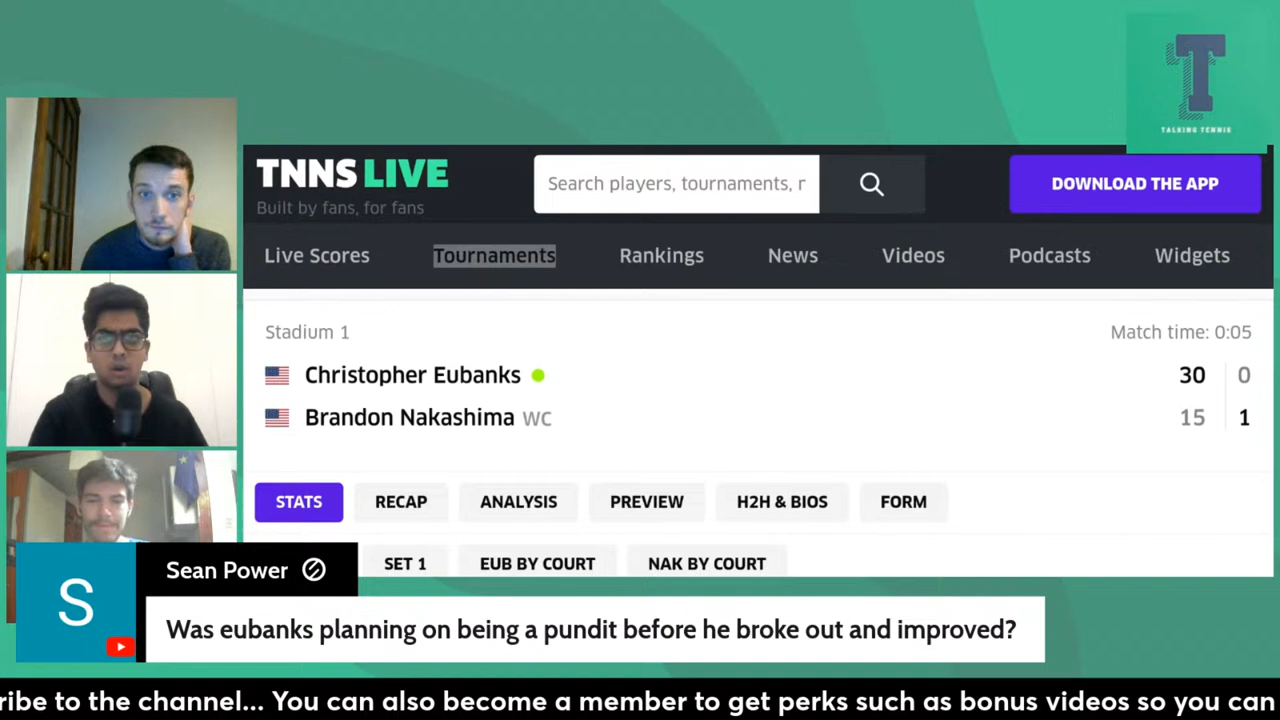 T
TALKING TENNIS
TNNS LIVE
Built by fans, for fans
Search players, tournaments, r
DOWNLOAD THE APP
Live Scores
Tournaments
Rankings
News
Videos
Podcasts
Widgets
Stadium 1
Match time: 0:05
Christopher Eubanks
30
0
Brandon Nakashima WC
15
1
STATS
RECAP
ANALYSIS
PREVIEW
H2H & BIOS
FORM
SET 1
EUB BY COURT
NAK BY COURT
S
Sean Power
Was eubanks planning on being a pundit before he broke out and improved?
ribe to the channel... You can also become a member to get perks such as bonus videos so you can